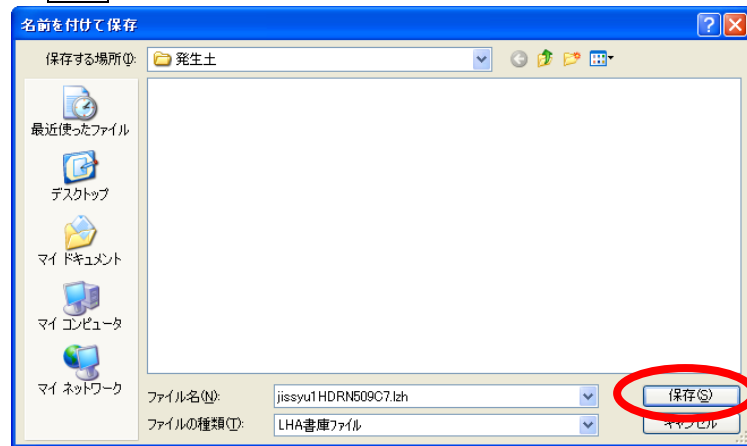 名前を付けて保存
保存する場所(I):
発生土
最近使ったファイル
デスクトップ
マイ ドキュメント
マイ コンピュータ
マイ ネットワーク
ファイル名(N):
jissyu1HDRN509C7.lzh
保存(S)
ファイルの種類(T):
LHA書庫ファイル
キャンセル